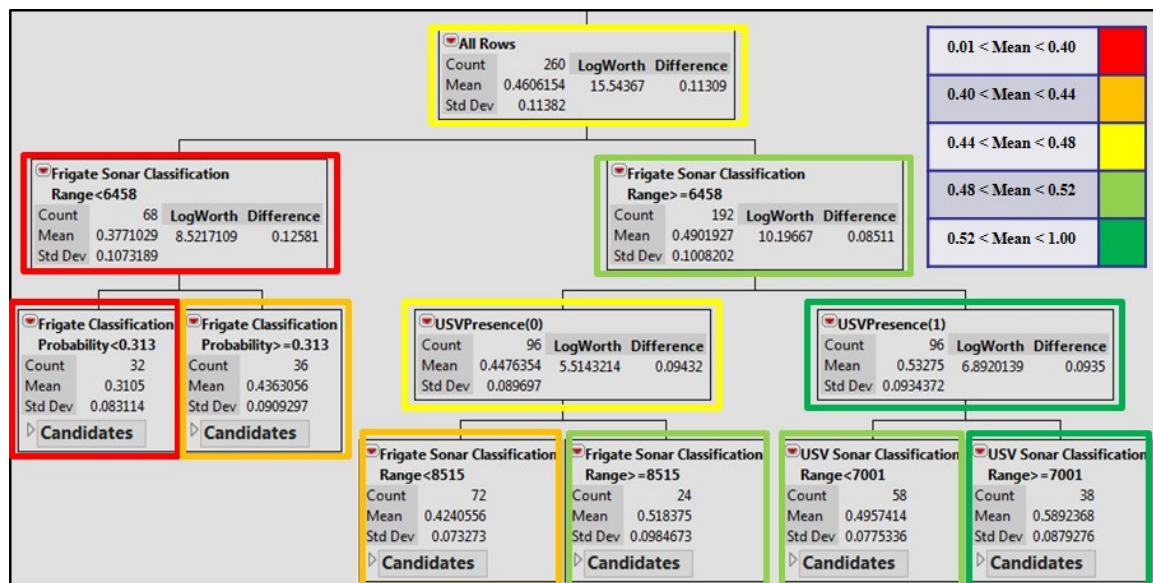 All Rows
Count 260 LogWorth Difference
Mean 0.4606154 15.54367 0.11309
Std Dev 0.11382
0.01 < Mean < 0.40
0.40 < Mean < 0.44
0.44 < Mean < 0.48
0.48 < Mean < 0.52
0.52 < Mean < 1.00
Frigate Sonar Classification
Range<6458
Count 68 LogWorth Difference
Mean 0.3771029 8.5217109 0.12581
Std Dev 0.1073189
Frigate Sonar Classification
Range>=6458
Count 192 LogWorth Difference
Mean 0.4901927 10.19667 0.08511
Std Dev 0.1008202
Frigate Classification
Probability<0.313
Count 32
Mean 0.3105
Std Dev 0.083114
Candidates
Frigate Classification
Probability>=0.313
Count 36
Mean 0.4363056
Std Dev 0.0909297
Candidates
USVPresence(0)
Count 96 LogWorth Difference
Mean 0.4476354 5.5143214 0.09432
Std Dev 0.089697
USVPresence(1)
Count 96 LogWorth Difference
Mean 0.53275 6.8920139 0.0935
Std Dev 0.0934372
Frigate Sonar Classification
Range<8515
Count 72
Mean 0.4240556
Std Dev 0.073273
Candidates
Frigate Sonar Classification
Range>=8515
Count 24
Mean 0.518375
Std Dev 0.0984673
Candidates
USV Sonar Classification
Range<7001
Count 58
Mean 0.4957414
Std Dev 0.0775336
Candidates
USV Sonar Classification
Range>=7001
Count 38
Mean 0.5892368
Std Dev 0.0879276
Candidates